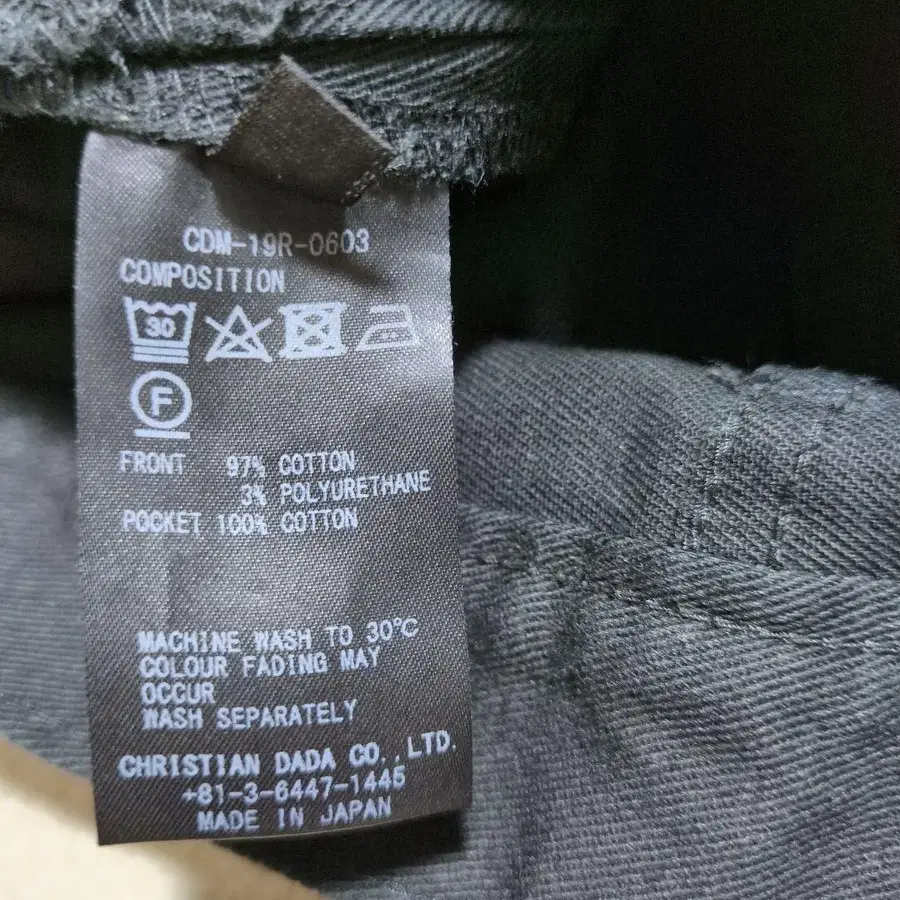 CDM-19R-0603
COMPOSITION
30
F
FRONT 97% COTTON
3% POLYURETHANE
POCKET 100% COTTON
MACHINE WASH TO 30℃
COLOUR FADING MAY
OCCUR
WASH SEPARATELY
CHRISTIAN DADA CO., LTD.
+81-3-6447-1445
MADE IN JAPAN